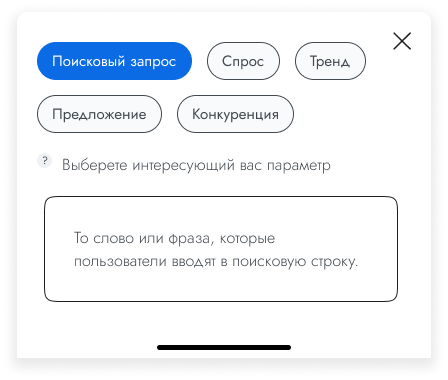 Поисковый запрос Спрос Тренд
Предложение Конкуренция
? Выберете интересующий вас параметр
То слово или фраза, которые
пользователи вводят в поисковую строку.